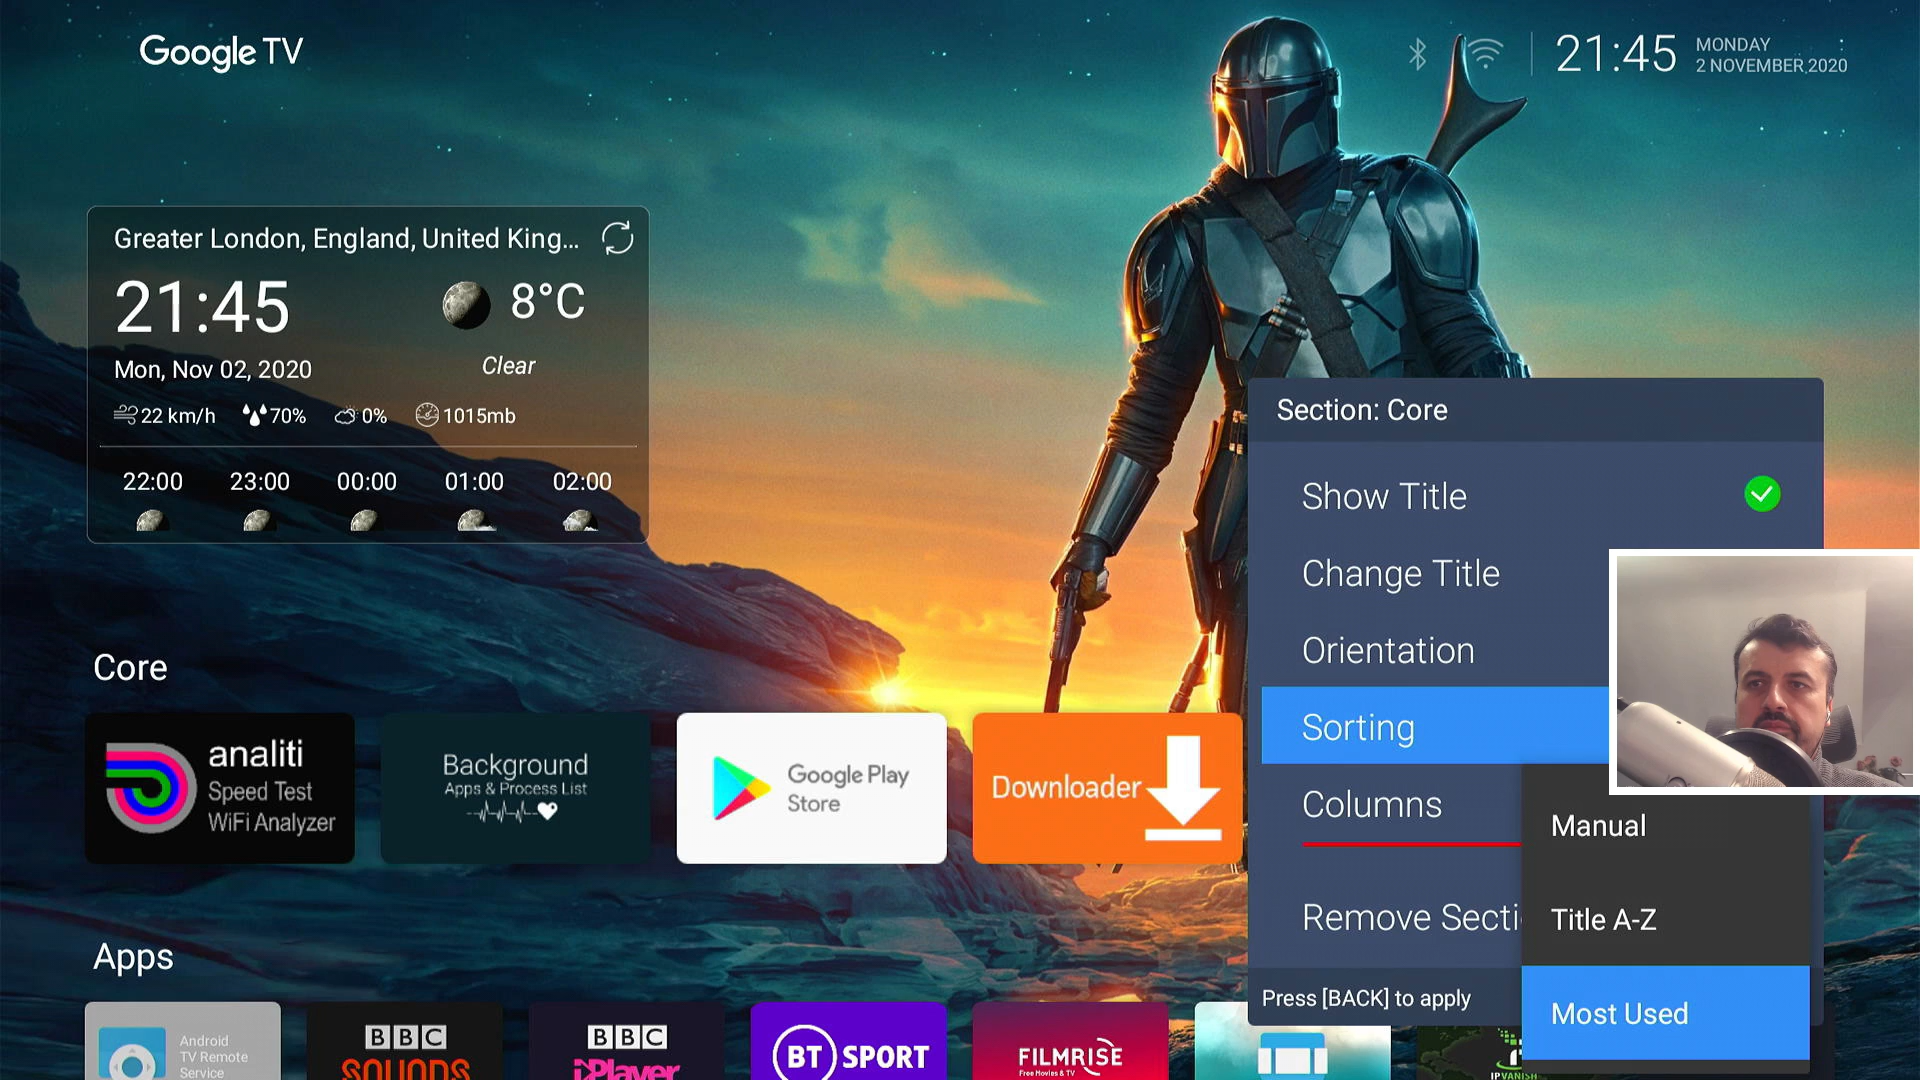 Google TV
21:45
MONDAY
2 NOVEMBER 2020
Greater London, England, United King...
21:45
8°C
Mon, Nov 02, 2020
Clear
22 km/h 70% 0% 1015mb
22:00 23:00 00:00 01:00 02:00
Section: Core
Show Title
Change Title
Orientation
Sorting
Columns
Remove Secti
Press [BACK] to apply
Manual
Title A-Z
Most Used
Core
analiti
Speed Test
WiFi Analyzer
Background
Apps & Process List
Google Play
Store
Downloader
Apps
Android
TV Remote
Service
BBC
SOUNDS
BBC
iPlayer
BT SPORT
FILMRISE
Free Movies & TV
IPVANISH